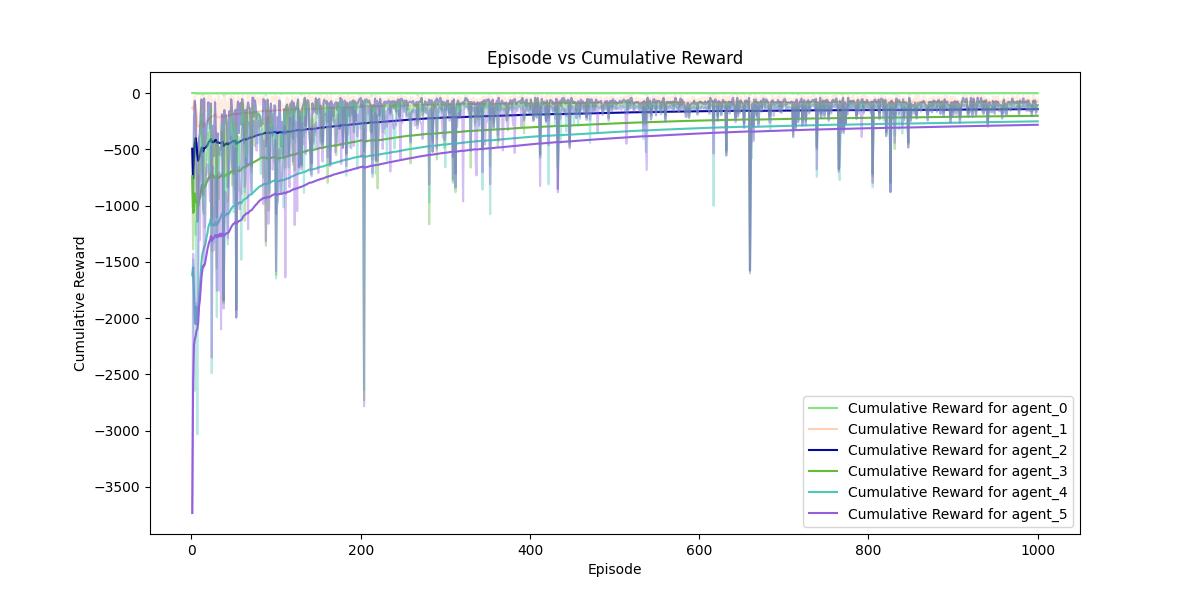 Episode vs Cumulative Reward
Cumulative Reward
0
−500
−1000
−1500
−2000
−2500
−3000
−3500
Cumulative Reward for agent_0
Cumulative Reward for agent_1
Cumulative Reward for agent_2
Cumulative Reward for agent_3
Cumulative Reward for agent_4
Cumulative Reward for agent_5
0 200 400 600 800 1000
Episode